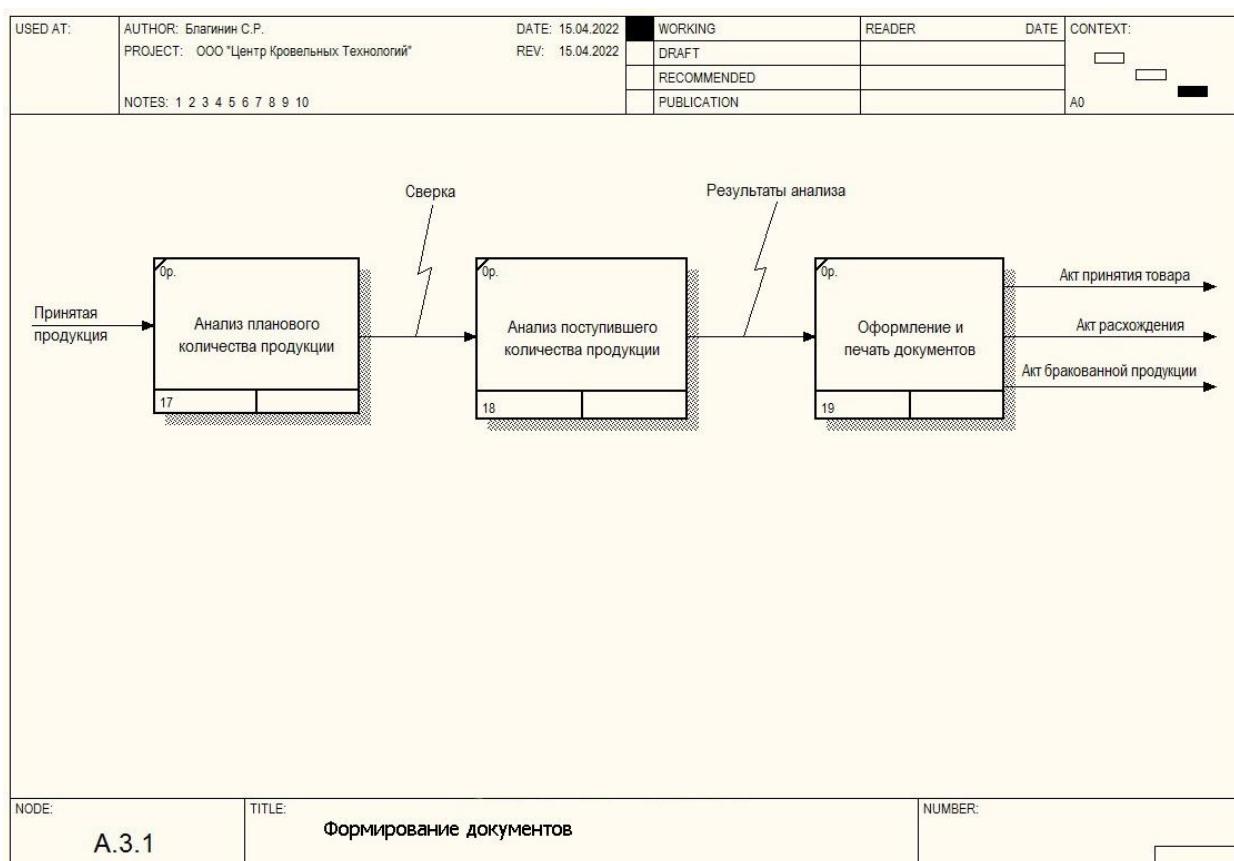 USED AT:
AUTHOR: Благинин С.Р.
DATE: 15.04.2022
WORKING
READER
DATE
CONTEXT:
PROJECT: ООО "Центр Кровельных Технологий"
REV: 15.04.2022
DRAFT
RECOMMENDED
NOTES: 1 2 3 4 5 6 7 8 9 10
PUBLICATION
A0
Сверка
Результаты анализа
Принятая
продукция
0р.
Анализ планового
количества продукции
17
0р.
Анализ поступившего
количества продукции
18
0р.
Оформление и
печать документов
19
Акт принятия товара
Акт расхождения
Акт бракованной продукции
NODE:
A.3.1
TITLE:
Формирование документов
NUMBER: